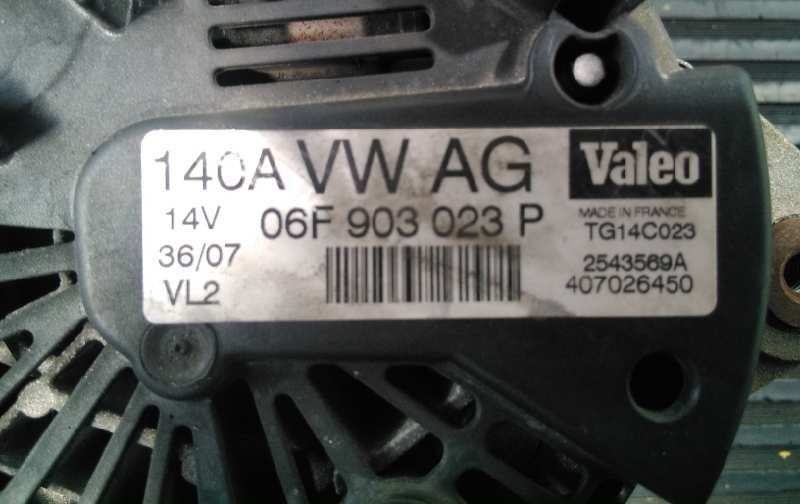 140A VW AG
Valeo
14V 06F 903 023 P
MADE IN FRANCE
TG14C023
36/07
2543569A
VL2
407026450